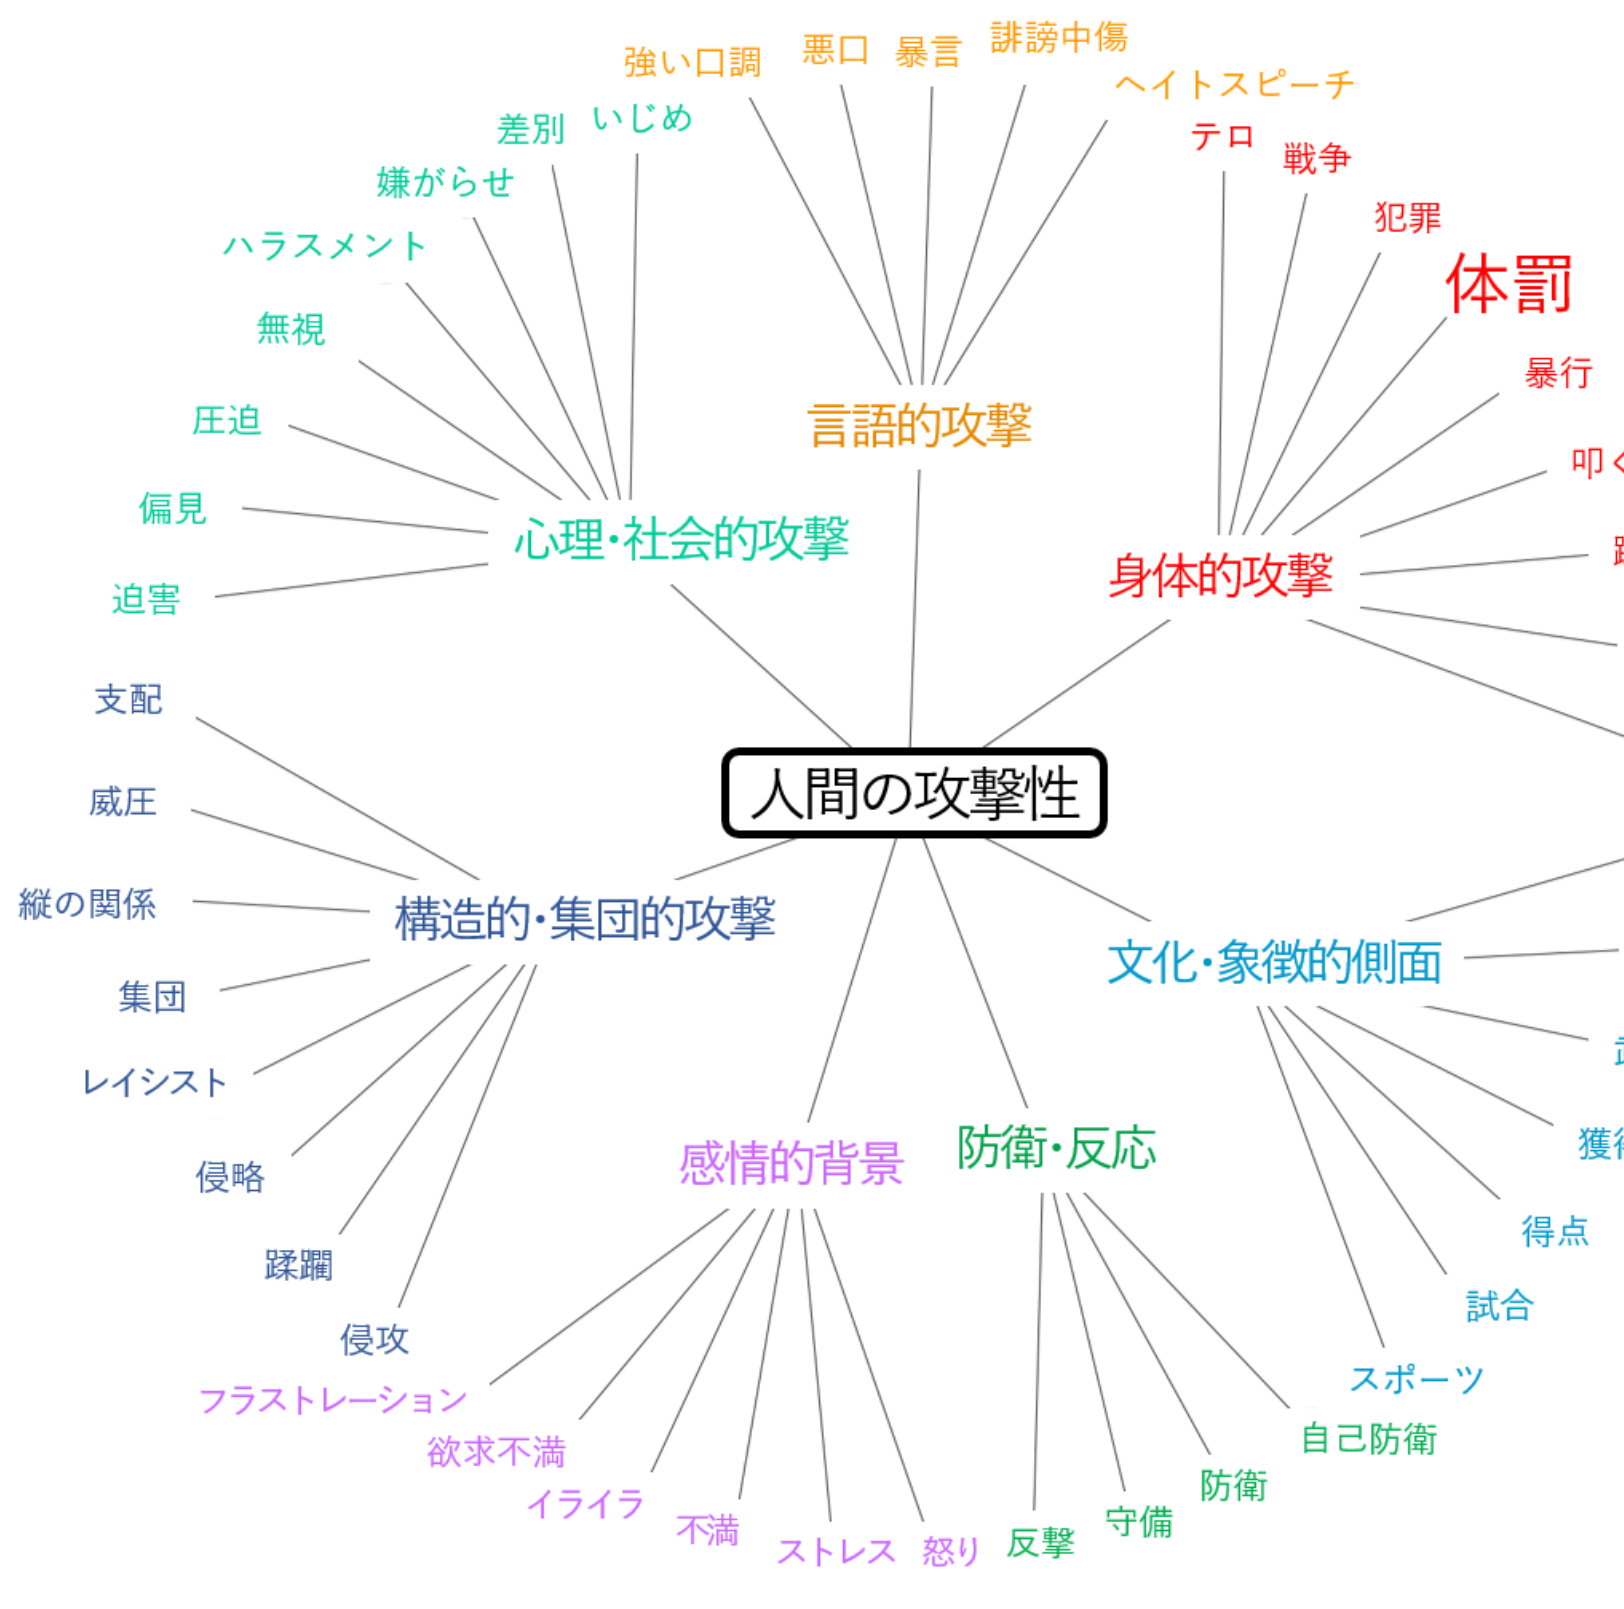 誹謗中傷
悪口
暴言
強い口調
ヘイトスピーチ
いじめ
差別
テロ
戦争
嫌がらせ
犯罪
ハラスメント
体罰
無視
暴行
圧迫
言語的攻撃
叩く
偏見
心理・社会的攻撃
身体的攻撃
迫害
支配
人間の攻撃性
威圧
縦の関係
構造的・集団的攻撃
文化・象徴的側面
集団
レイシスト
防衛・反応
感情的背景
侵略
得点
蹂躙
試合
侵攻
スポーツ
フラストレーション
自己防衛
欲求不満
防衛
イライラ
守備
不満
反撃
ストレス
怒り